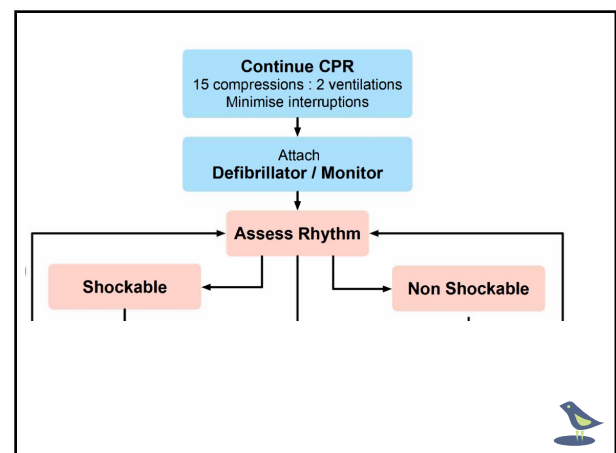 Continue CPR
15 compressions : 2 ventilations
Minimise interruptions
Attach
Defibrillator / Monitor
Assess Rhythm
Shockable
Non Shockable